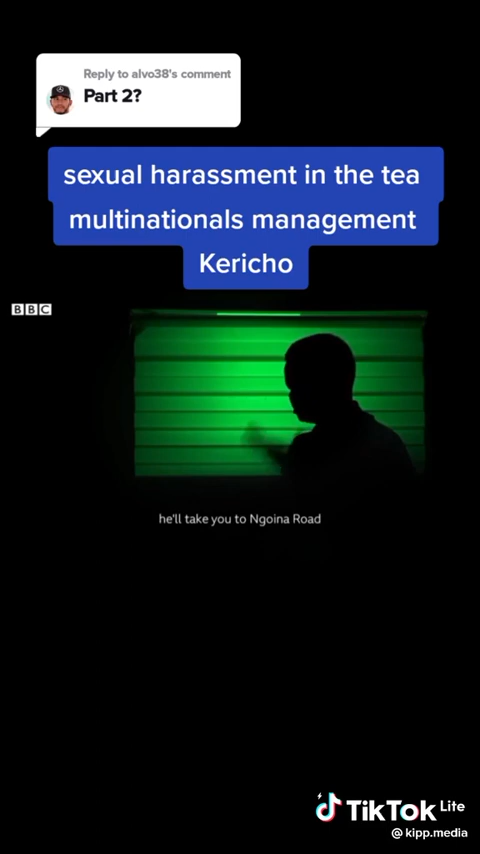 Reply to alvo38's comment
Part 2?
sexual harassment in the tea
multinationals management
Kericho
BBC
he'll take you to Ngoina Road
TikTok Lite
@kipp.media